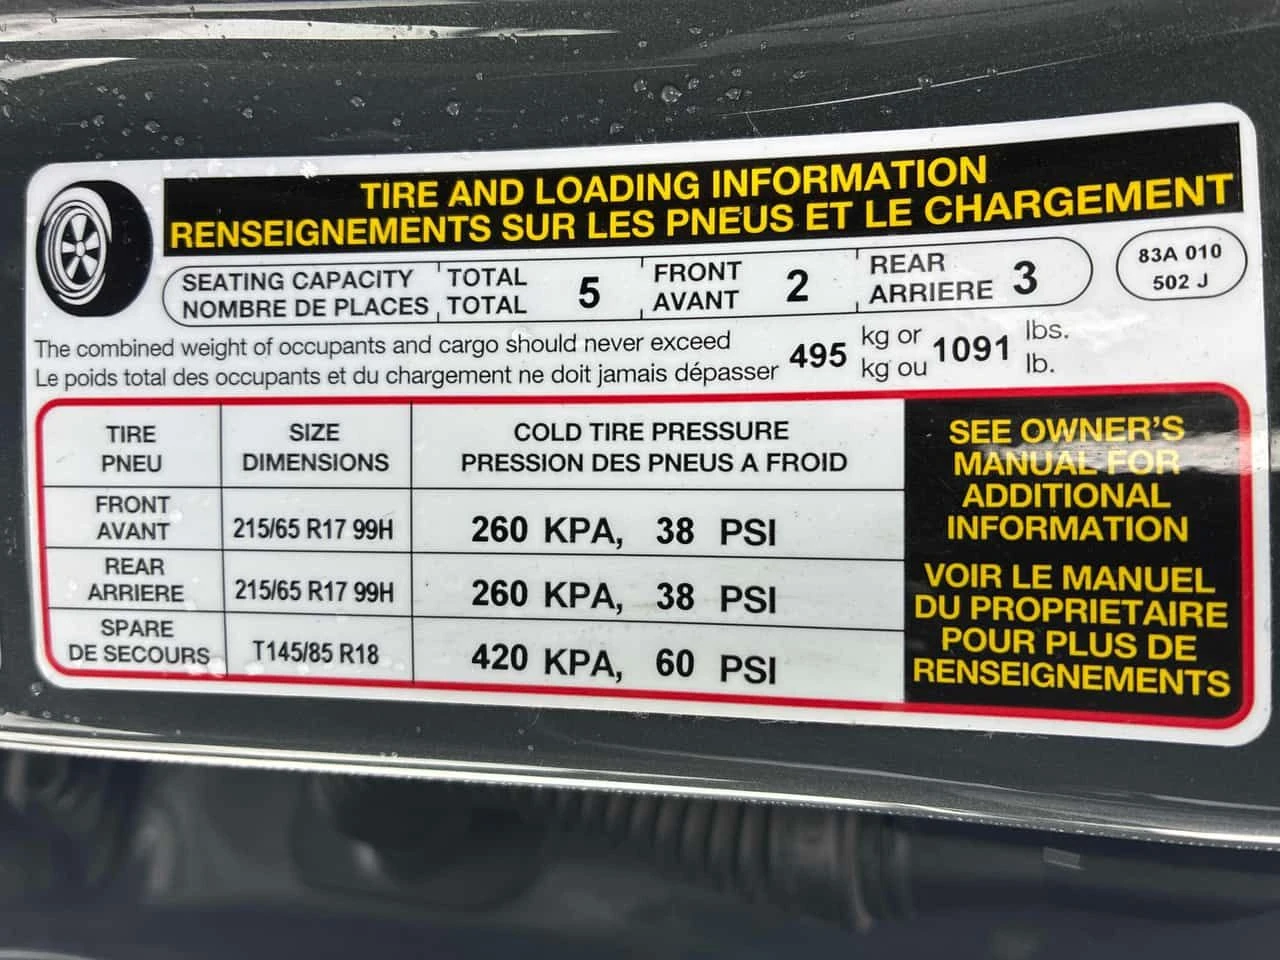 TIRE AND LOADING INFORMATION
RENSEIGNEMENTS SUR LES PNEUS ET LE CHARGEMENT
SEATING CAPACITY TOTAL 5 FRONT 2 REAR 3
NOMBRE DE PLACES TOTAL AVANT ARRIERE
83A 010
502 J
The combined weight of occupants and cargo should never exceed 495 kg or 1091 lbs.
Le poids total des occupants et du chargement ne doit jamais dépasser kg ou lb.
TIRE SIZE COLD TIRE PRESSURE
PNEU DIMENSIONS PRESSION DES PNEUS A FROID
FRONT
AVANT 215/65 R17 99H 260 KPA, 38 PSI
REAR
ARRIERE 215/65 R17 99H 260 KPA, 38 PSI
SPARE
DE SECOURS T145/85 R18 420 KPA, 60 PSI
SEE OWNER'S
MANUAL FOR
ADDITIONAL
INFORMATION
VOIR LE MANUEL
DU PROPRIETAIRE
POUR PLUS DE
RENSEIGNEMENTS